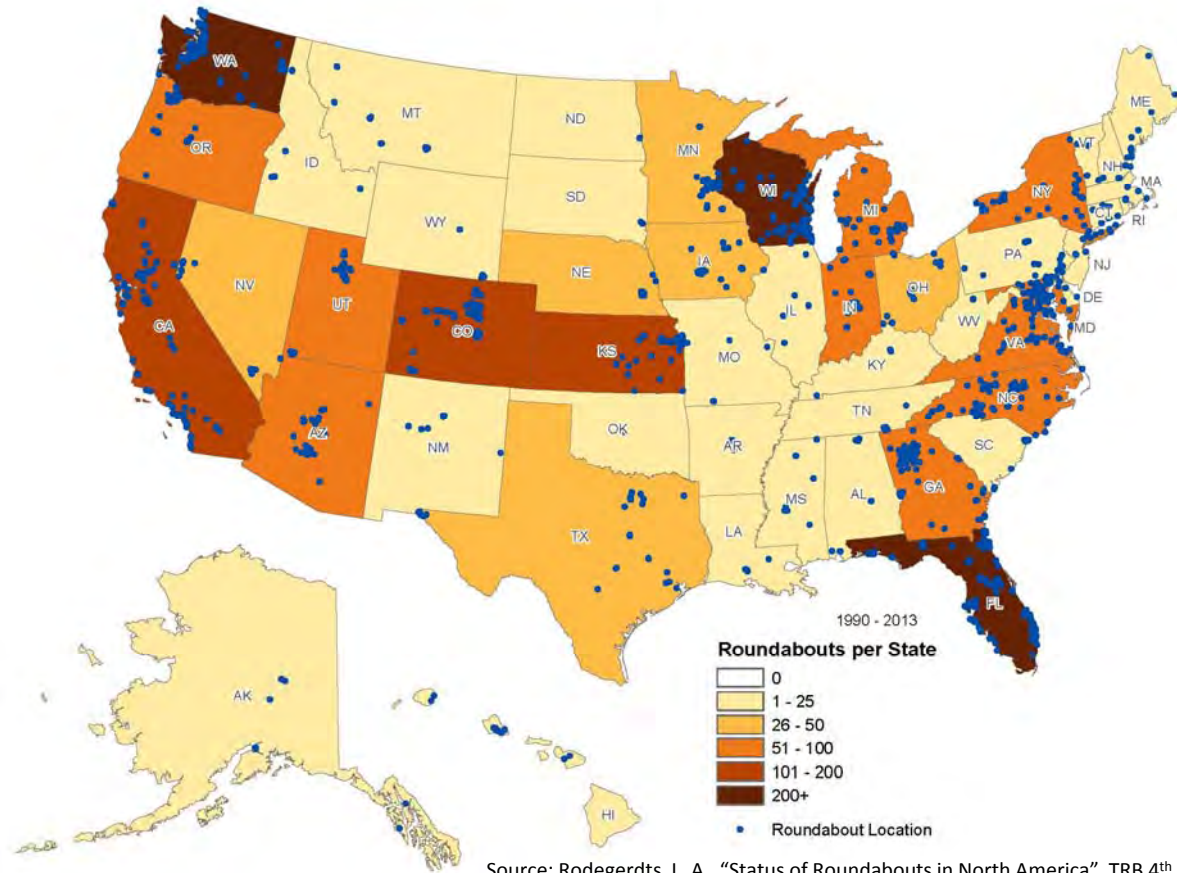 WA
MT
ND
MN
ME
VT
NH
OR
ID
SD
WI
NY
MA
MI
CT
RI
WY
IA
PA
NJ
NV
NE
OH
UT
IL
IN
DE
CA
CO
WV
MD
KS
MO
VA
KY
NC
AZ
NM
OK
TN
AR
SC
MS
AL
GA
TX
LA
FL
1990 - 2013
Roundabouts per State
0
1 - 25
26 - 50
51 - 100
101 - 200
200+
Roundabout Location
AK
HI
Source: Rodegerdts, L. A., “Status of Roundabouts in North America”, TRB 4th